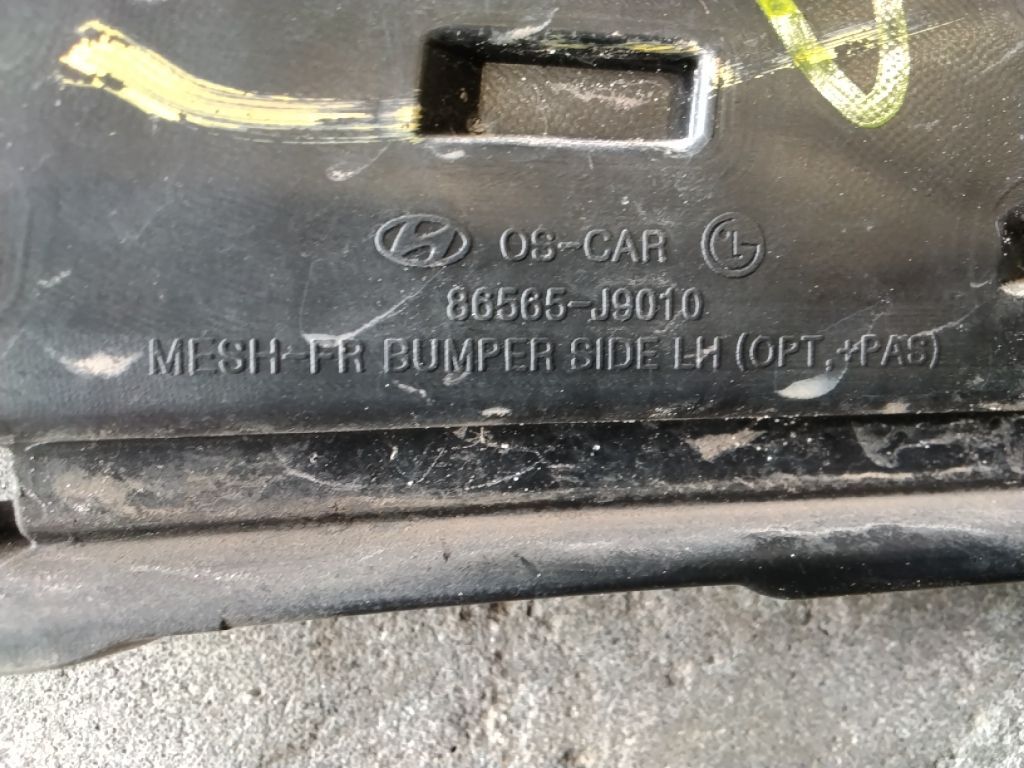 OS-CAR
86565-J9010
MESH-FR BUMPER SIDE LH (OPT, +PAS)